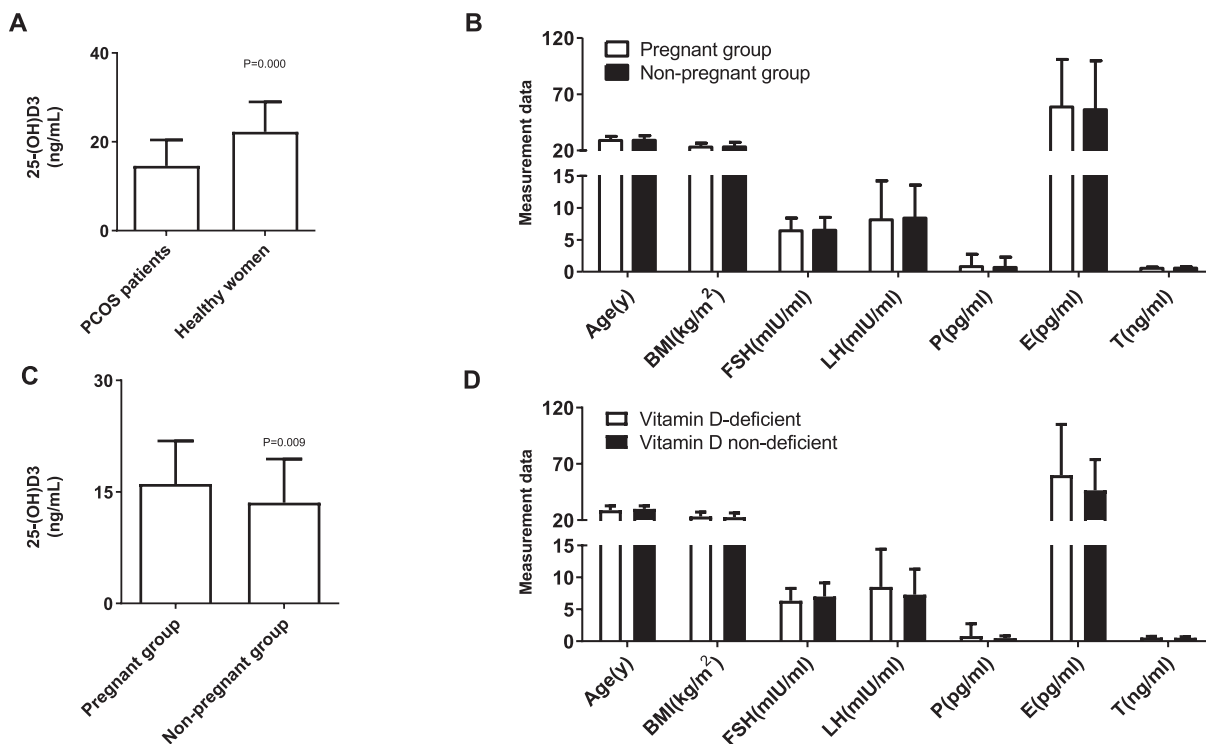 A
40
20
0
25-(OH)D3
(ng/mL)
P=0.000
PCOS patients
Healthy women
B
120
70
20
15
10
5
0
Measurement data
Pregnant group
Non-pregnant group
Age(y)
BMI(kg/m²)
FSH(mIU/ml)
LH(mIU/ml)
P(pg/ml)
E(pg/ml)
T(ng/ml)
C
30
15
0
25-(OH)D3
(ng/mL)
P=0.009
Pregnant group
Non-pregnant group
D
120
70
20
15
10
5
0
Measurement data
Vitamin D-deficient
Vitamin D non-deficient
Age(y)
BMI(kg/m²)
FSH(mIU/ml)
LH(mIU/ml)
P(pg/ml)
E(pg/ml)
T(ng/ml)